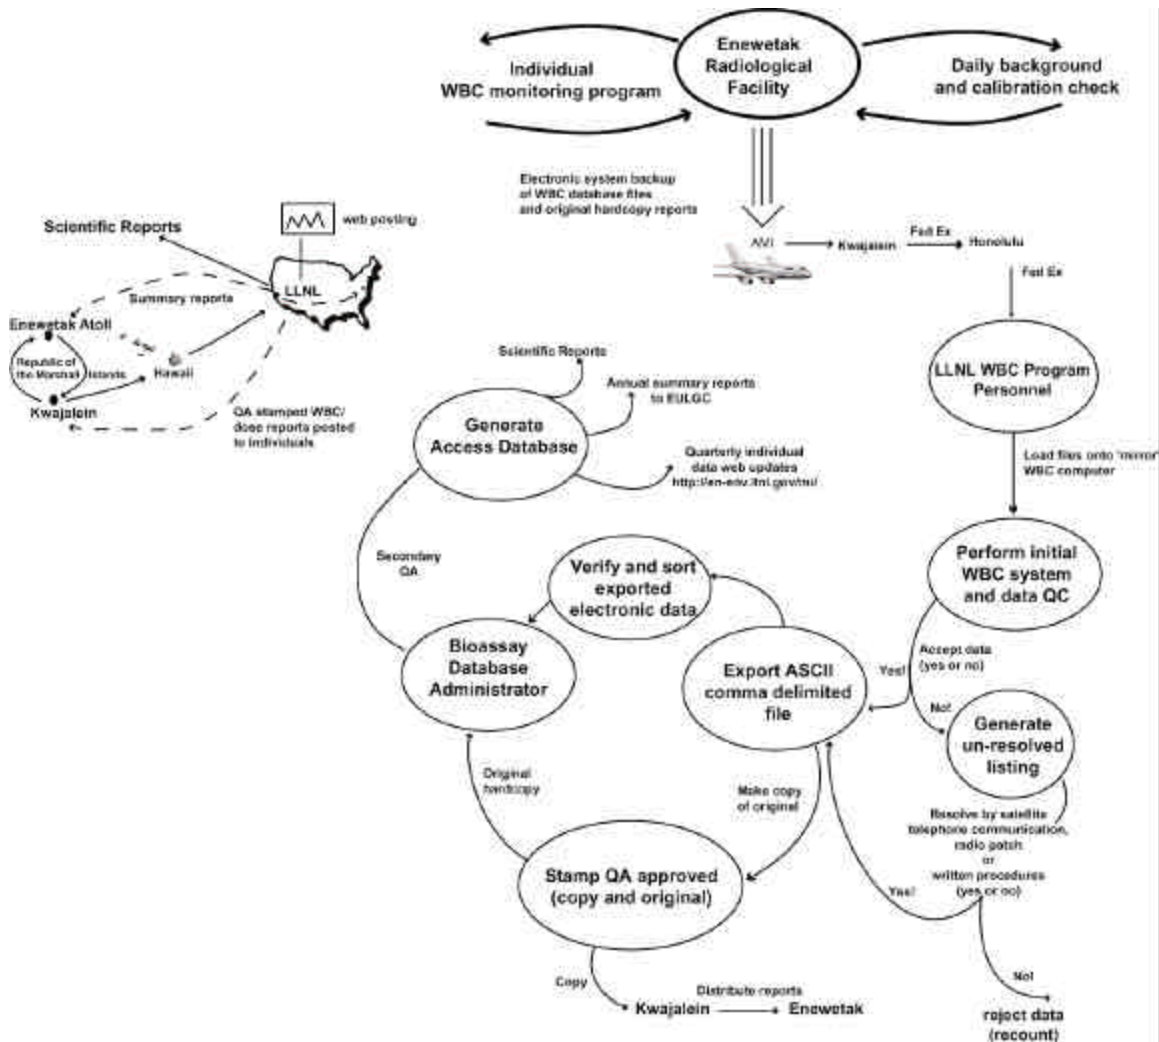 Enewetak
Radiological
Facility
Individual
WBC monitoring program
Daily background
and calibration check
Electronic system backup
of WBC database files
and original hardcopy reports
AMI
Kwajalein
Fed Ex
Honolulu
Fed Ex
web posting
Scientific Reports
LLNL
Summary reports
Enewetak Atoll
Republic of
the Marshall Islands
Hawaii
Kwajalein
QA stamped WBC/
dose reports posted
to individuals
LLNL WBC Program
Personnel
Load files onto 'mirror'
WBC computer
Perform initial
WBC system
and data QC
Accept data
(yes or no)
Yes!
No!
Generate
un-resolved
listing
Resolve by satellite
telephone communication,
radio patch
or
written procedures
(yes or no)
Yes!
No!
reject data
(recount)
Export ASCII
comma delimited
file
Make copy
of original
Verify and sort
exported
electronic data
Bioassay
Database
Administrator
Original
hardcopy
Stamp QA approved
(copy and original)
Copy
Kwajalein
Distribute reports
Enewetak
Secondary
QA
Generate
Access Database
Scientific Reports
Annual summary reports
to EULGC
Quarterly individual
data web updates